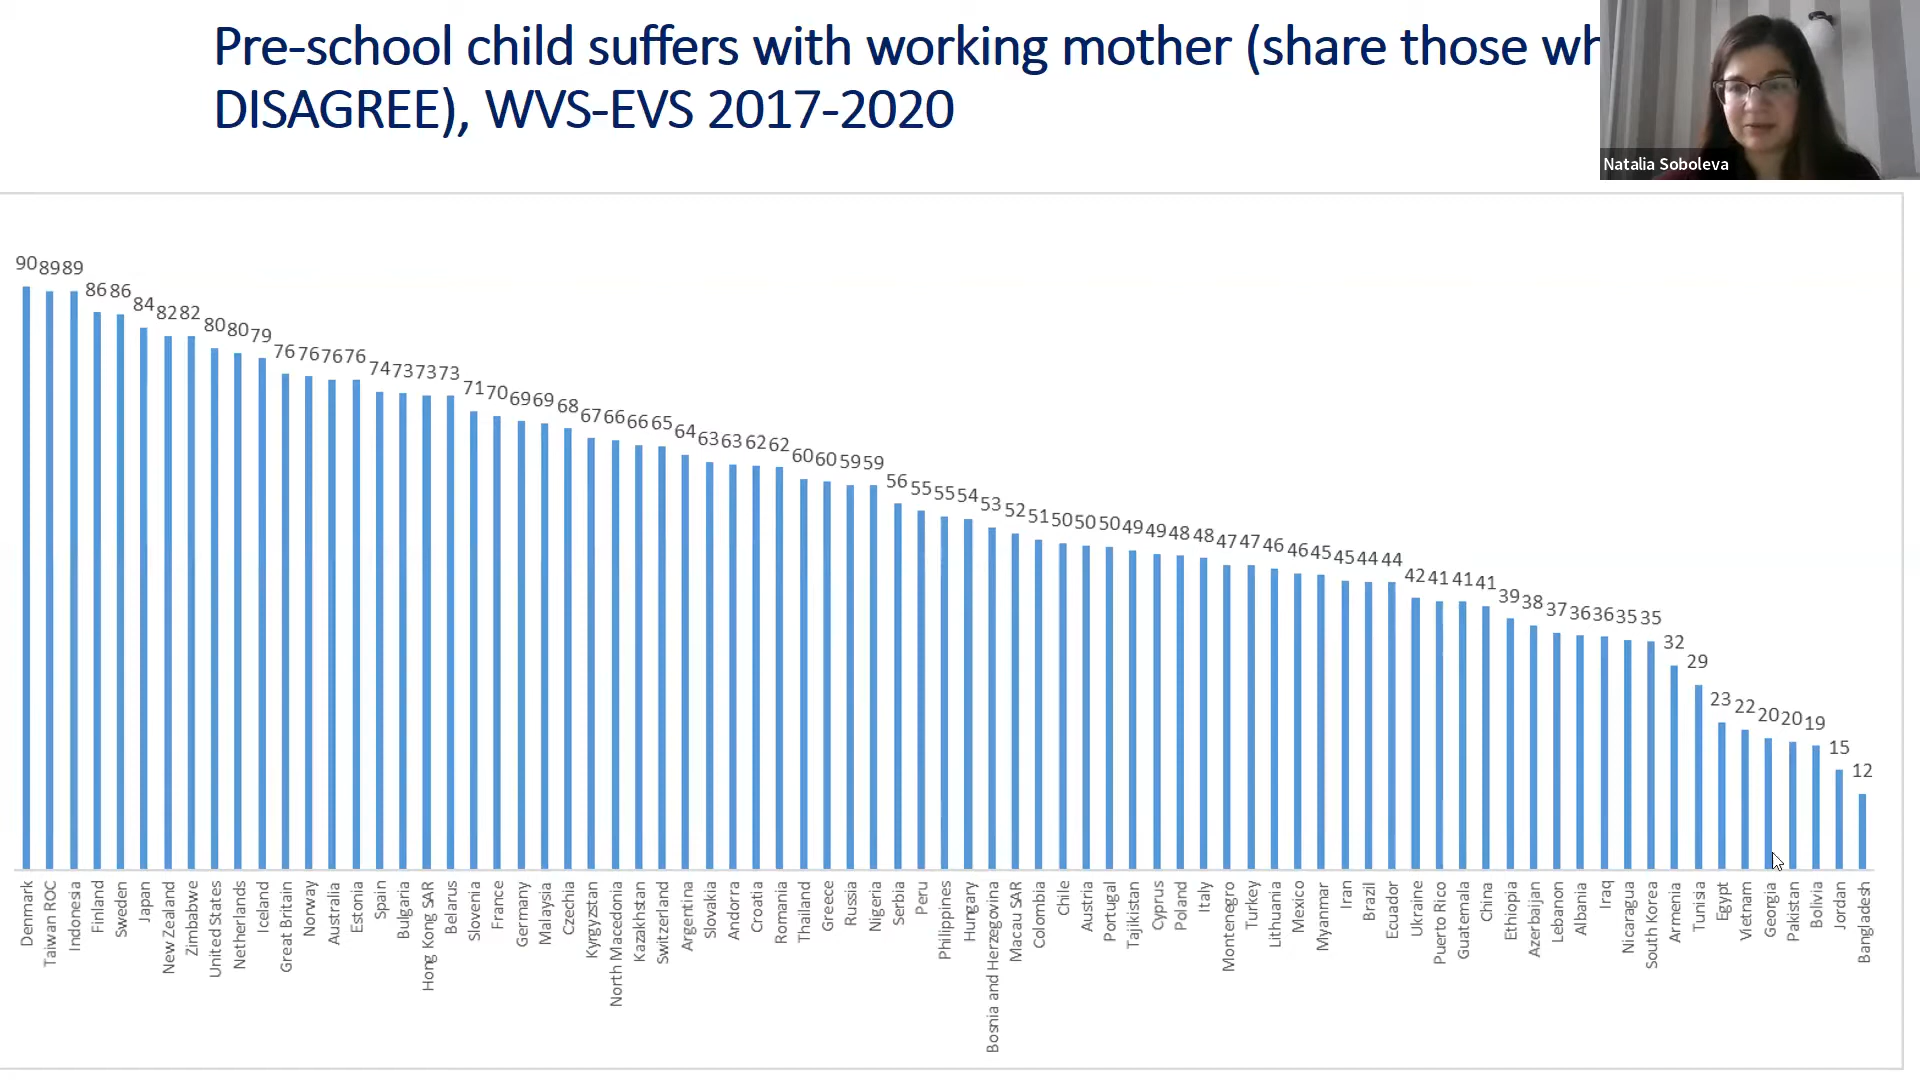 Pre-school child suffers with working mother (share those wh
DISAGREE), WVS-EVS 2017-2020
Natalia Soboleva
90 89 89 86 86 84 82 82 80 80 79 76 76 76 76 74 73 73 73 71 70 69 69 68 67 66 66 65 64 63 63 62 62 60 60 59 59 56 55 55 54 53 52 51 50 50 50 49 49 48 48 47 47 46 46 45 45 44 44 42 41 41 41 39 38 37 36 36 35 35 32 29 23 22 20 20 19 15 12
Denmark
Taiwan ROC
Indonesia
Finland
Sweden
Japan
New Zealand
Zimbabwe
United States
Netherlands
Iceland
Great Britain
Norway
Australia
Estonia
Spain
Bulgaria
Hong Kong SAR
Belarus
Slovenia
France
Germany
Malaysia
Czechia
Kyrgyzstan
North Macedonia
Kazakhstan
Switzerland
Argentina
Slovakia
Andorra
Croatia
Romania
Thailand
Greece
Russia
Nigeria
Serbia
Peru
Philippines
Hungary
Bosnia and Herzegovina
Macau SAR
Colombia
Chile
Austria
Portugal
Tajikistan
Cyprus
Poland
Italy
Montenegro
Turkey
Lithuania
Mexico
Myanmar
Iran
Brazil
Ecuador
Ukraine
Puerto Rico
Guatemala
China
Ethiopia
Azerbaijan
Lebanon
Albania
Iraq
Nicaragua
South Korea
Armenia
Tunisia
Egypt
Vietnam
Georgia
Pakistan
Bolivia
Jordan
Bangladesh